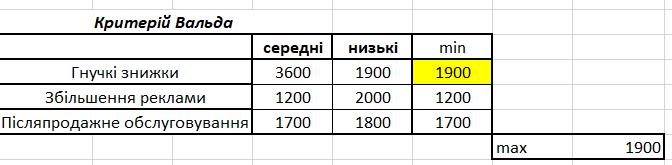 Критерій Вальда
середні низькі min
Гнучкі знижки 3600 1900 1900
Збільшення реклами 1200 2000 1200
Післяпродажне обслуговування 1700 1800 1700
max 1900